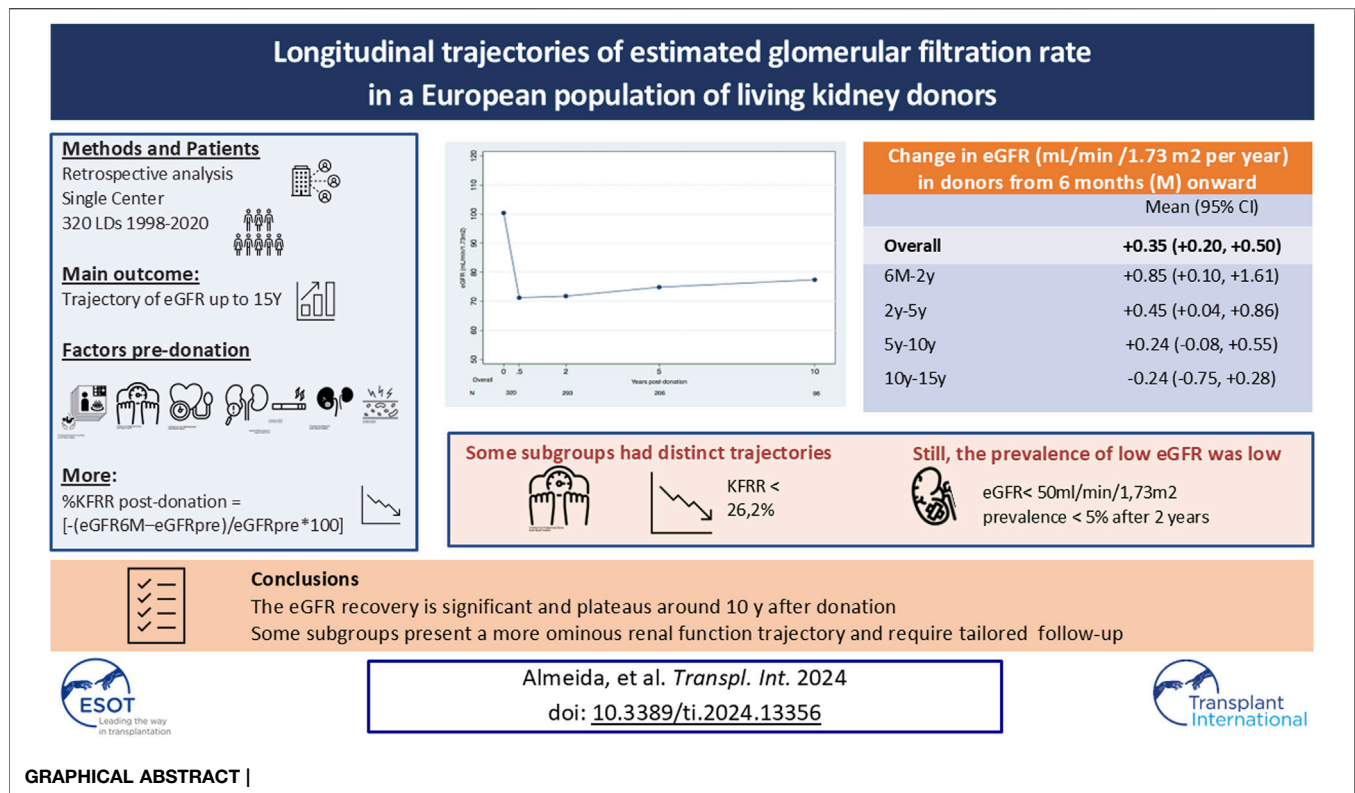 Longitudinal trajectories of estimated glomerular filtration rate
in a European population of living kidney donors
Methods and Patients
Retrospective analysis
Single Center
320 LDs 1998-2020
Main outcome:
Trajectory of eGFR up to 15Y
Factors pre-donation
More:
%KFRR post-donation =
[-(eGFR6M–eGFRpre)/eGFRpre*100]
eGFR (mL/min/1.73m2)
120
110
100
90
80
70
60
50
0 .5 2 5 10
Overall
Years post-donation
N 320 293 206 96
Change in eGFR (mL/min /1.73 m2 per year)
in donors from 6 months (M) onward
Mean (95% CI)
Overall +0.35 (+0.20, +0.50)
6M-2y +0.85 (+0.10, +1.61)
2y-5y +0.45 (+0.04, +0.86)
5y-10y +0.24 (-0.08, +0.55)
10y-15y -0.24 (-0.75, +0.28)
Some subgroups had distinct trajectories
KFRR <
26,2%
Still, the prevalence of low eGFR was low
eGFR< 50ml/min/1,73m2
prevalence < 5% after 2 years
Conclusions
The eGFR recovery is significant and plateaus around 10 y after donation
Some subgroups present a more ominous renal function trajectory and require tailored follow-up
ESOT
Leading the way
in transplantation
Almeida, et al. Transpl. Int. 2024
doi: 10.3389/ti.2024.13356
Transplant
International
GRAPHICAL ABSTRACT |